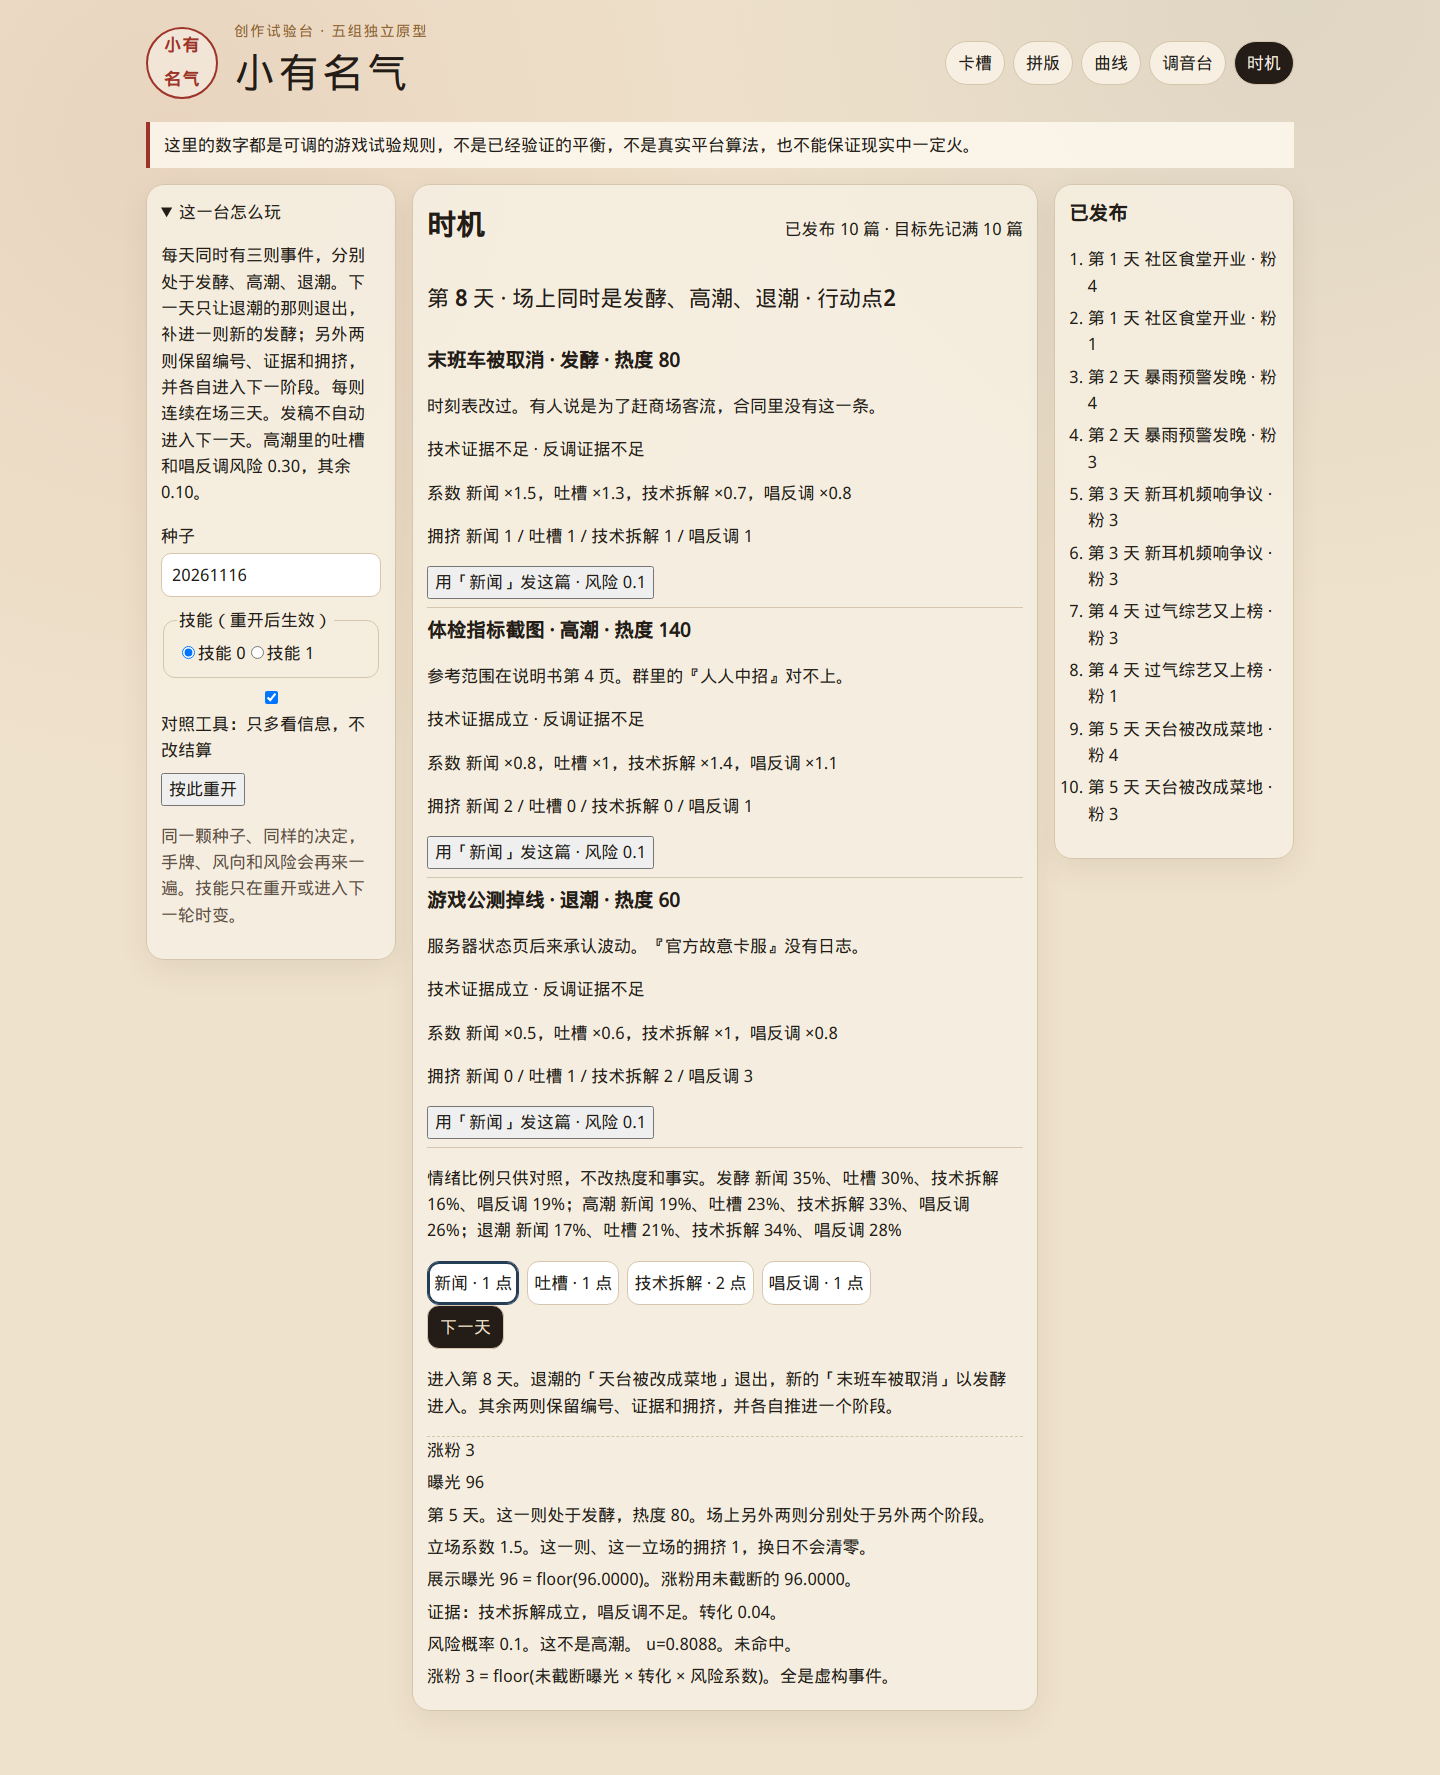 小有
名气
创作试验台 · 五组独立原型
小有名气
卡槽
拼版
曲线
调音台
时机
这里的数字都是可调的游戏试验规则，不是已经验证的平衡，不是真实平台算法，也不能保证现实中一定火。
▼ 这一台怎么玩
每天同时有三则事件，分别
处于发酵、高潮、退潮。下
一天只让退潮的那则退出，
补进一则新的发酵；另外两
则保留编号、证据和拥挤，
并各自进入下一阶段。每则
连续在场三天。发稿不自动
进入下一天。高潮里的吐槽
和唱反调风险 0.30，其余
0.10。
种子
20261116
技能（重开后生效）
技能 0
技能 1
对照工具：只多看信息，不
改结算
按此重开
同一颗种子、同样的决定，
手牌、风向和风险会再来一
遍。技能只在重开或进入下
一轮时变。
时机
已发布 10 篇 · 目标先记满 10 篇
第 8 天 · 场上同时是发酵、高潮、退潮 · 行动点2
末班车被取消 · 发酵 · 热度 80
时刻表改过。有人说是为了赶商场客流，合同里没有这一条。
技术证据不足 · 反调证据不足
系数 新闻 ×1.5，吐槽 ×1.3，技术拆解 ×0.7，唱反调 ×0.8
拥挤 新闻 1 / 吐槽 1 / 技术拆解 1 / 唱反调 1
用「新闻」发这篇 · 风险 0.1
体检指标截图 · 高潮 · 热度 140
参考范围在说明书第 4 页。群里的『人人中招』对不上。
技术证据成立 · 反调证据不足
系数 新闻 ×0.8，吐槽 ×1，技术拆解 ×1.4，唱反调 ×1.1
拥挤 新闻 2 / 吐槽 0 / 技术拆解 0 / 唱反调 1
用「新闻」发这篇 · 风险 0.1
游戏公测掉线 · 退潮 · 热度 60
服务器状态页后来承认波动。『官方故意卡服』没有日志。
技术证据成立 · 反调证据不足
系数 新闻 ×0.5，吐槽 ×0.6，技术拆解 ×1，唱反调 ×0.8
拥挤 新闻 0 / 吐槽 1 / 技术拆解 2 / 唱反调 3
用「新闻」发这篇 · 风险 0.1
情绪比例只供对照，不改热度和事实。发酵 新闻 35%、吐槽 30%、技术拆解
16%、唱反调 19%；高潮 新闻 19%、吐槽 23%、技术拆解 33%、唱反调
26%；退潮 新闻 17%、吐槽 21%、技术拆解 34%、唱反调 28%
新闻 · 1 点
吐槽 · 1 点
技术拆解 · 2 点
唱反调 · 1 点
下一天
进入第 8 天。退潮的「天台被改成菜地」退出，新的「末班车被取消」以发酵
进入。其余两则保留编号、证据和拥挤，并各自推进一个阶段。
涨粉 3
曝光 96
第 5 天。这一则处于发酵，热度 80。场上另外两则分别处于另外两个阶段。
立场系数 1.5。这一则、这一立场的拥挤 1，换日不会清零。
展示曝光 96 = floor(96.0000)。涨粉用未截断的 96.0000。
证据：技术拆解成立，唱反调不足。转化 0.04。
风险概率 0.1。这不是高潮。 u=0.8088。未命中。
涨粉 3 = floor(未截断曝光 × 转化 × 风险系数)。全是虚构事件。
已发布
1. 第 1 天 社区食堂开业 · 粉
4
2. 第 1 天 社区食堂开业 · 粉
1
3. 第 2 天 暴雨预警发晚 · 粉
4
4. 第 2 天 暴雨预警发晚 · 粉
3
5. 第 3 天 新耳机频响争议 ·
粉 3
6. 第 3 天 新耳机频响争议 ·
粉 3
7. 第 4 天 过气综艺又上榜 ·
粉 3
8. 第 4 天 过气综艺又上榜 ·
粉 1
9. 第 5 天 天台被改成菜地 ·
粉 4
10. 第 5 天 天台被改成菜地 ·
粉 3